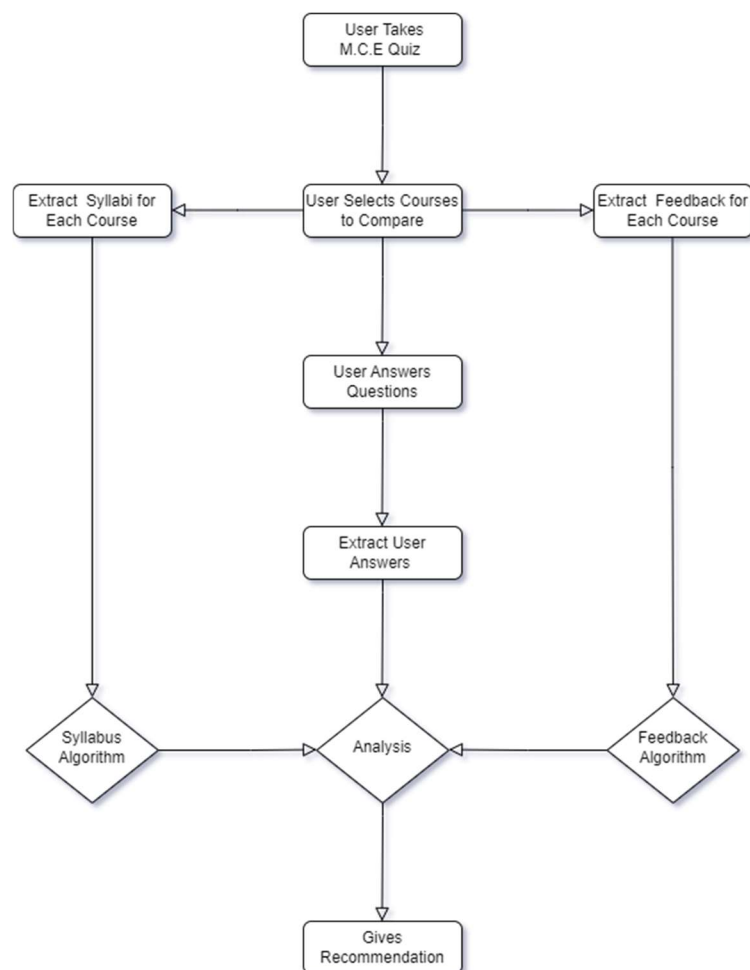 User Takes
M.C.E Quiz
Extract Syllabi for
Each Course
User Selects Courses
to Compare
Extract Feedback for
Each Course
User Answers
Questions
Extract User
Answers
Syllabus
Algorithm
Analysis
Feedback
Algorithm
Gives
Recommendation